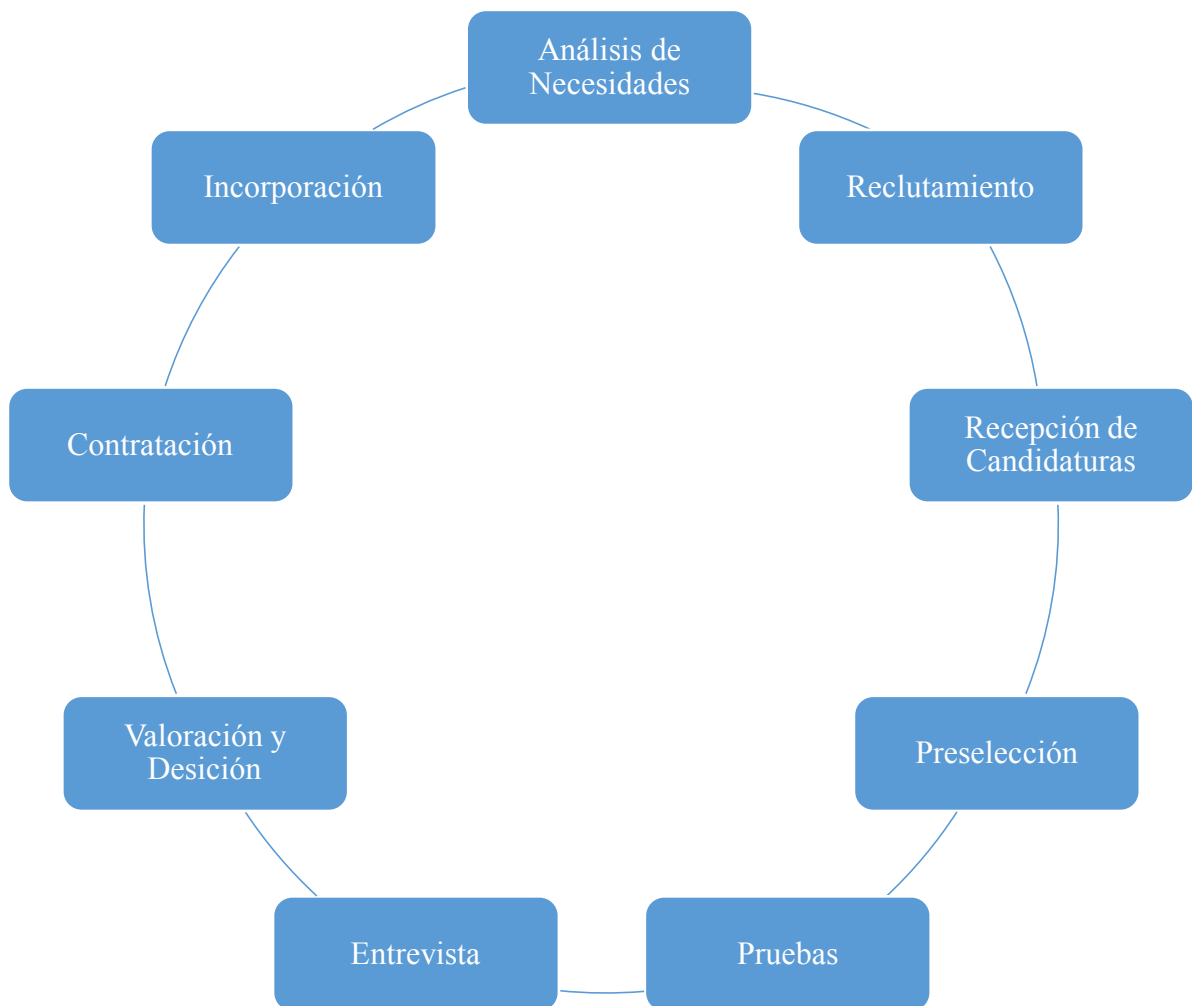 Análisis de
Necesidades
Reclutamiento
Recepción de
Candidaturas
Preselección
Pruebas
Entrevista
Valoración y
Desición
Contratación
Incorporación